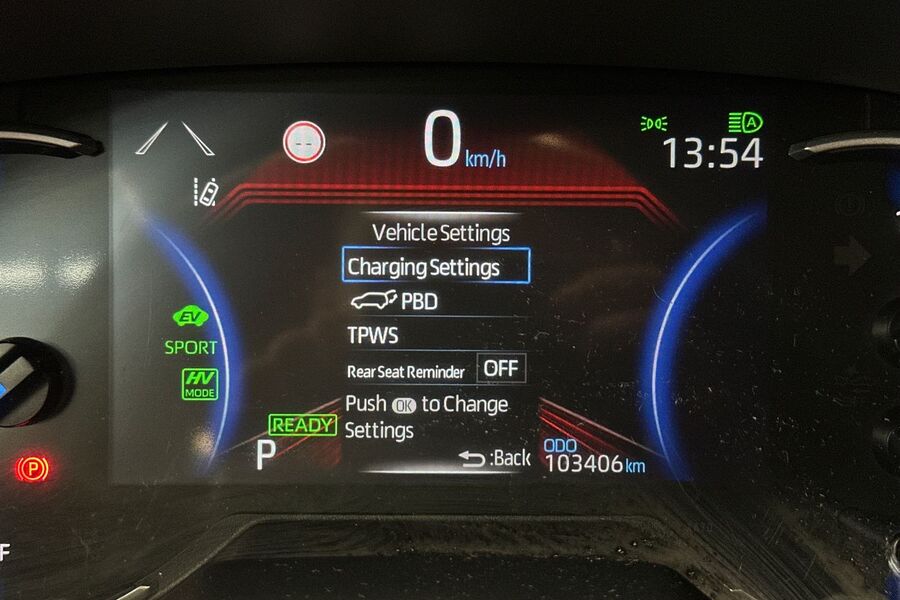 0 km/h
A
13:54
Vehicle Settings
Charging Settings
PBD
TPWS
Rear Seat Reminder OFF
Push OK to Change
Settings
:Back
EV
SPORT
HV
MODE
READY
P
ODO
103406 km
P
F